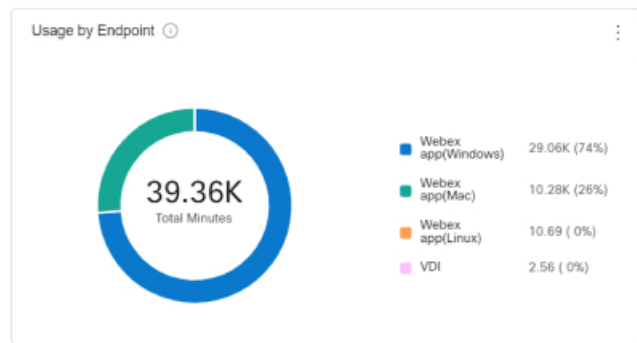 Usage by Endpoint
39.36K
Total Minutes
Webex
app(Windows) 29.06K (74%)
Webex
app(Mac) 10.28K (26%)
Webex
app(Linux) 10.69 ( 0%)
VDI 2.56 ( 0%)